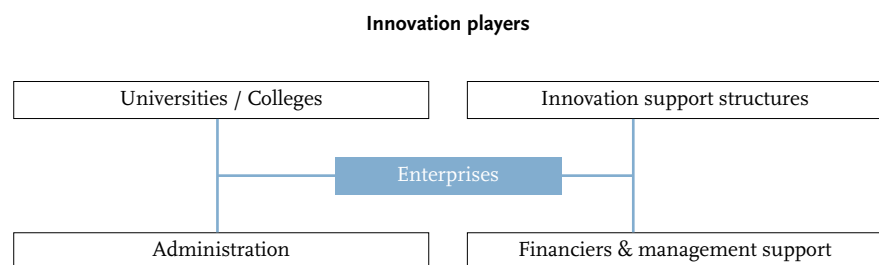 Innovation players
Universities / Colleges
Innovation support structures
Enterprises
Administration
Financiers & management support